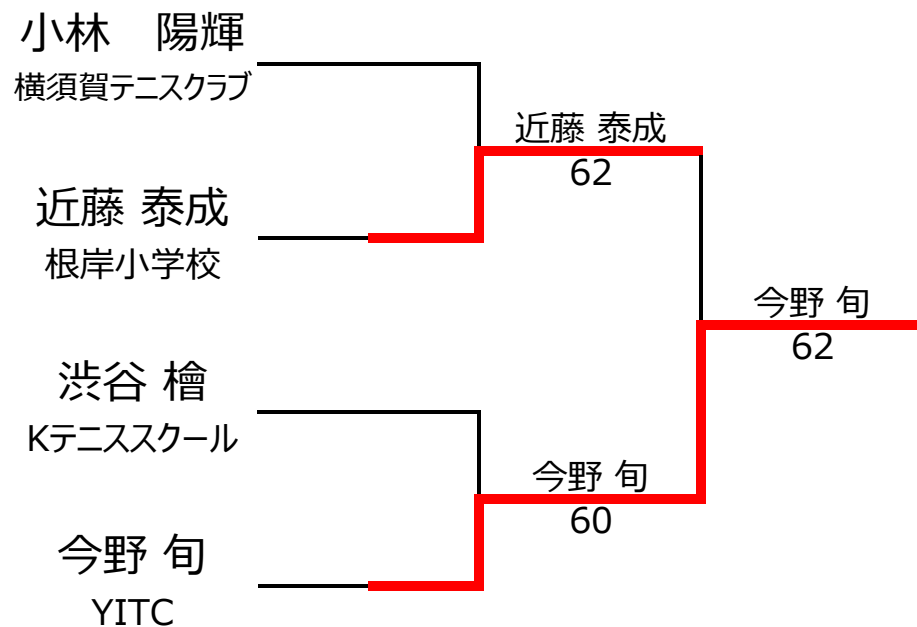 小林　陽輝
横須賀テニスクラブ
近藤 泰成
62
近藤 泰成
根岸小学校
今野 旬
62
渋谷 檜
Kテニススクール
今野 旬
60
今野 旬
YITC